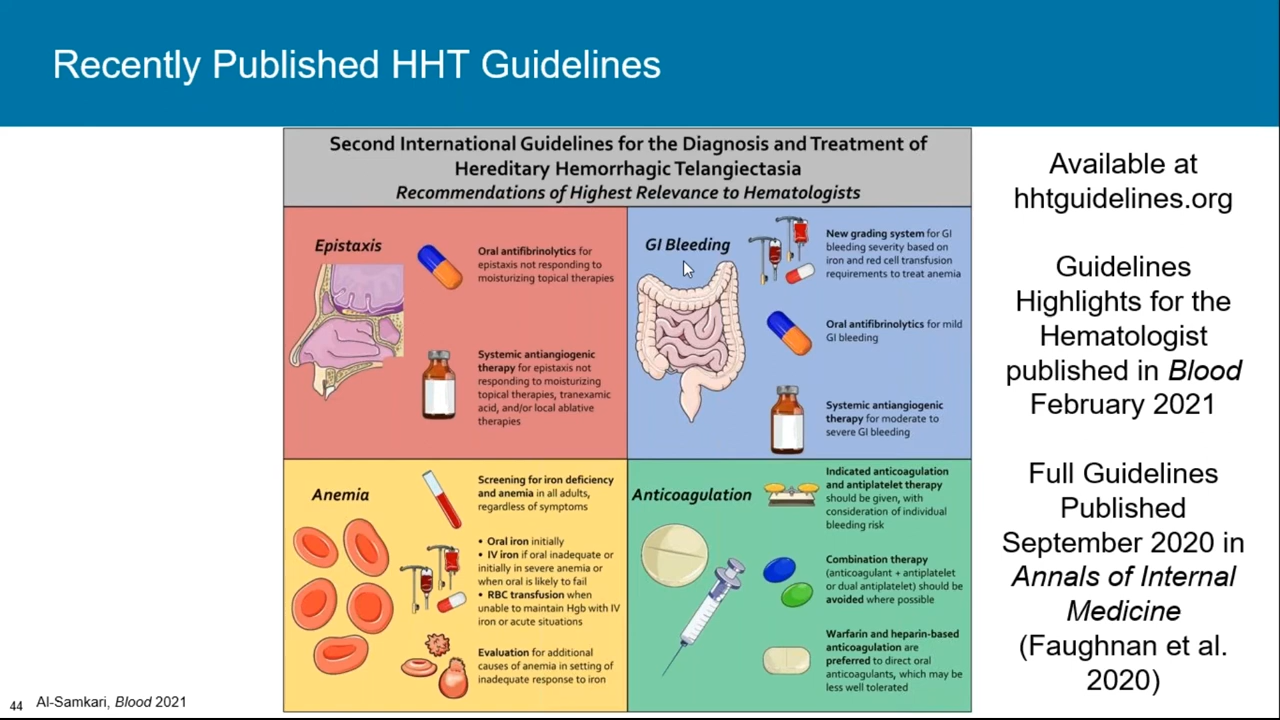 Recently Published HHT Guidelines
Second International Guidelines for the Diagnosis and Treatment of
Hereditary Hemorrhagic Telangiectasia
Recommendations of Highest Relevance to Hematologists
Epistaxis
Oral antifibrinolytics for
epistaxis not responding to
moisturizing topical therapies
Systemic antiangiogenic
therapy for epistaxis not
responding to moisturizing
topical therapies, tranexamic
acid, and/or local ablative
therapies
GI Bleeding
New grading system for GI
bleeding severity based on
iron and red cell transfusion
requirements to treat anemia
Oral antifibrinolytics for mild
GI bleeding
Systemic antiangiogenic
therapy for moderate to
severe GI bleeding
Anemia
Screening for iron deficiency
and anemia in all adults,
regardless of symptoms
• Oral iron initially
• IV iron if oral inadequate or
initially in severe anemia or
when oral is likely to fail
• RBC transfusion when
unable to maintain Hgb with IV
iron or acute situations
Evaluation for additional
causes of anemia in setting of
inadequate response to iron
Anticoagulation
Indicated anticoagulation
and antiplatelet therapy
should be given, with
consideration of individual
bleeding risk
Combination therapy
(anticoagulant + antiplatelet
or dual antiplatelet) should be
avoided where possible
Warfarin and heparin-based
anticoagulation are
preferred to direct oral
anticoagulants, which may be
less well tolerated
Available at
hhtguidelines.org
Guidelines
Highlights for the
Hematologist
published in Blood
February 2021
Full Guidelines
Published
September 2020 in
Annals of Internal
Medicine
(Faughnan et al.
2020)
44 Al-Samkari, Blood 2021